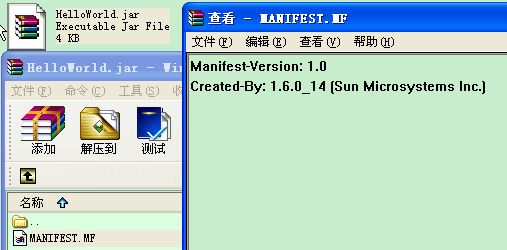 HelloWorld.jar
Executable Jar File
4 KB
HelloWorld.jar - Win
文件(F) 命令(C) 工具(S) 收
添加 解压到 测试
名称
..
MANIFEST.MF
查看 - MANIFEST.MF
文件(F) 编辑(E) 查看(V) 帮助(H)
Manifest-Version: 1.0
Created-By: 1.6.0_14 (Sun Microsystems Inc.)